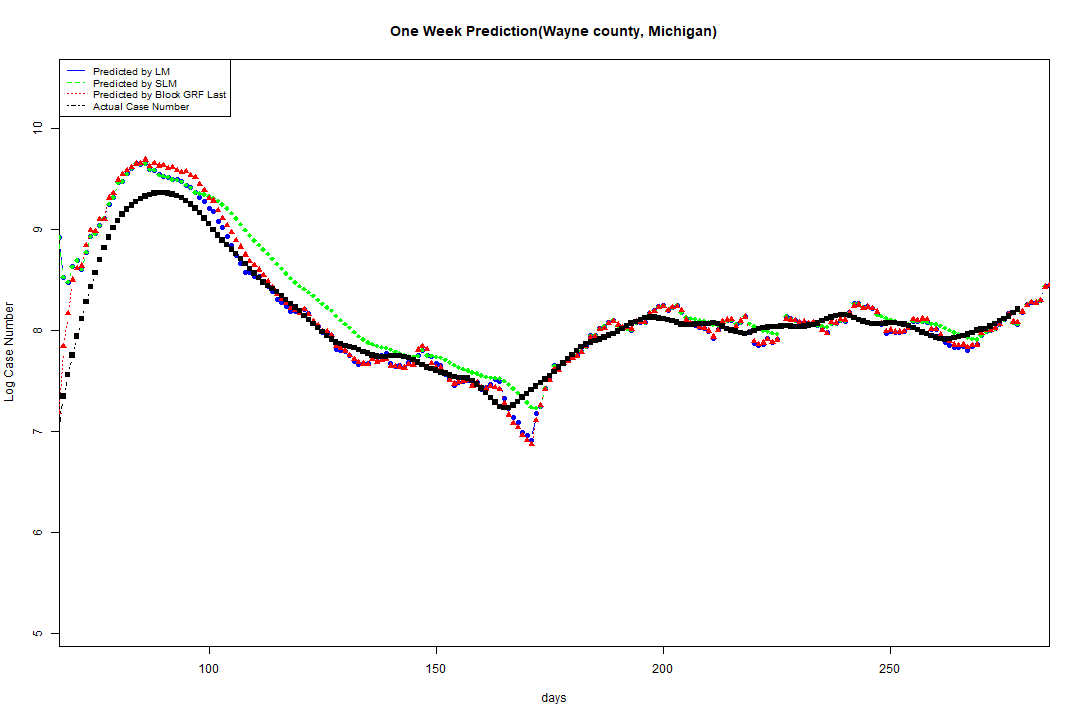 One Week Prediction(Wayne county, Michigan)
Predicted by LM
Predicted by SLM
Predicted by Block GRF Last
Actual Case Number
10
9
8
7
6
5
Log Case Number
100
150
200
250
days